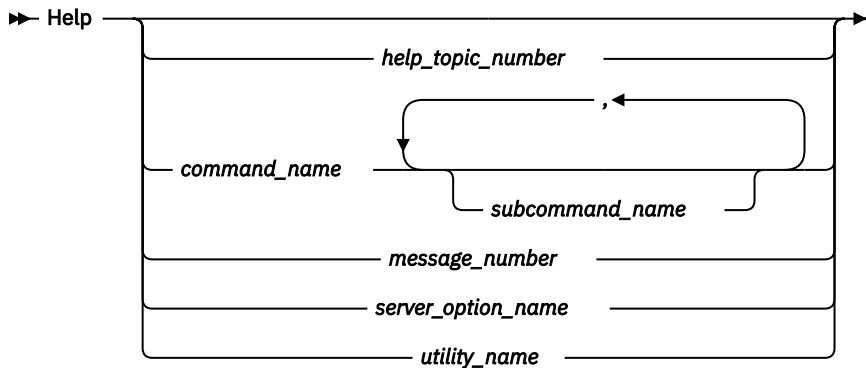 Help
help_topic_number
,
command_name
subcommand_name
message_number
server_option_name
utility_name